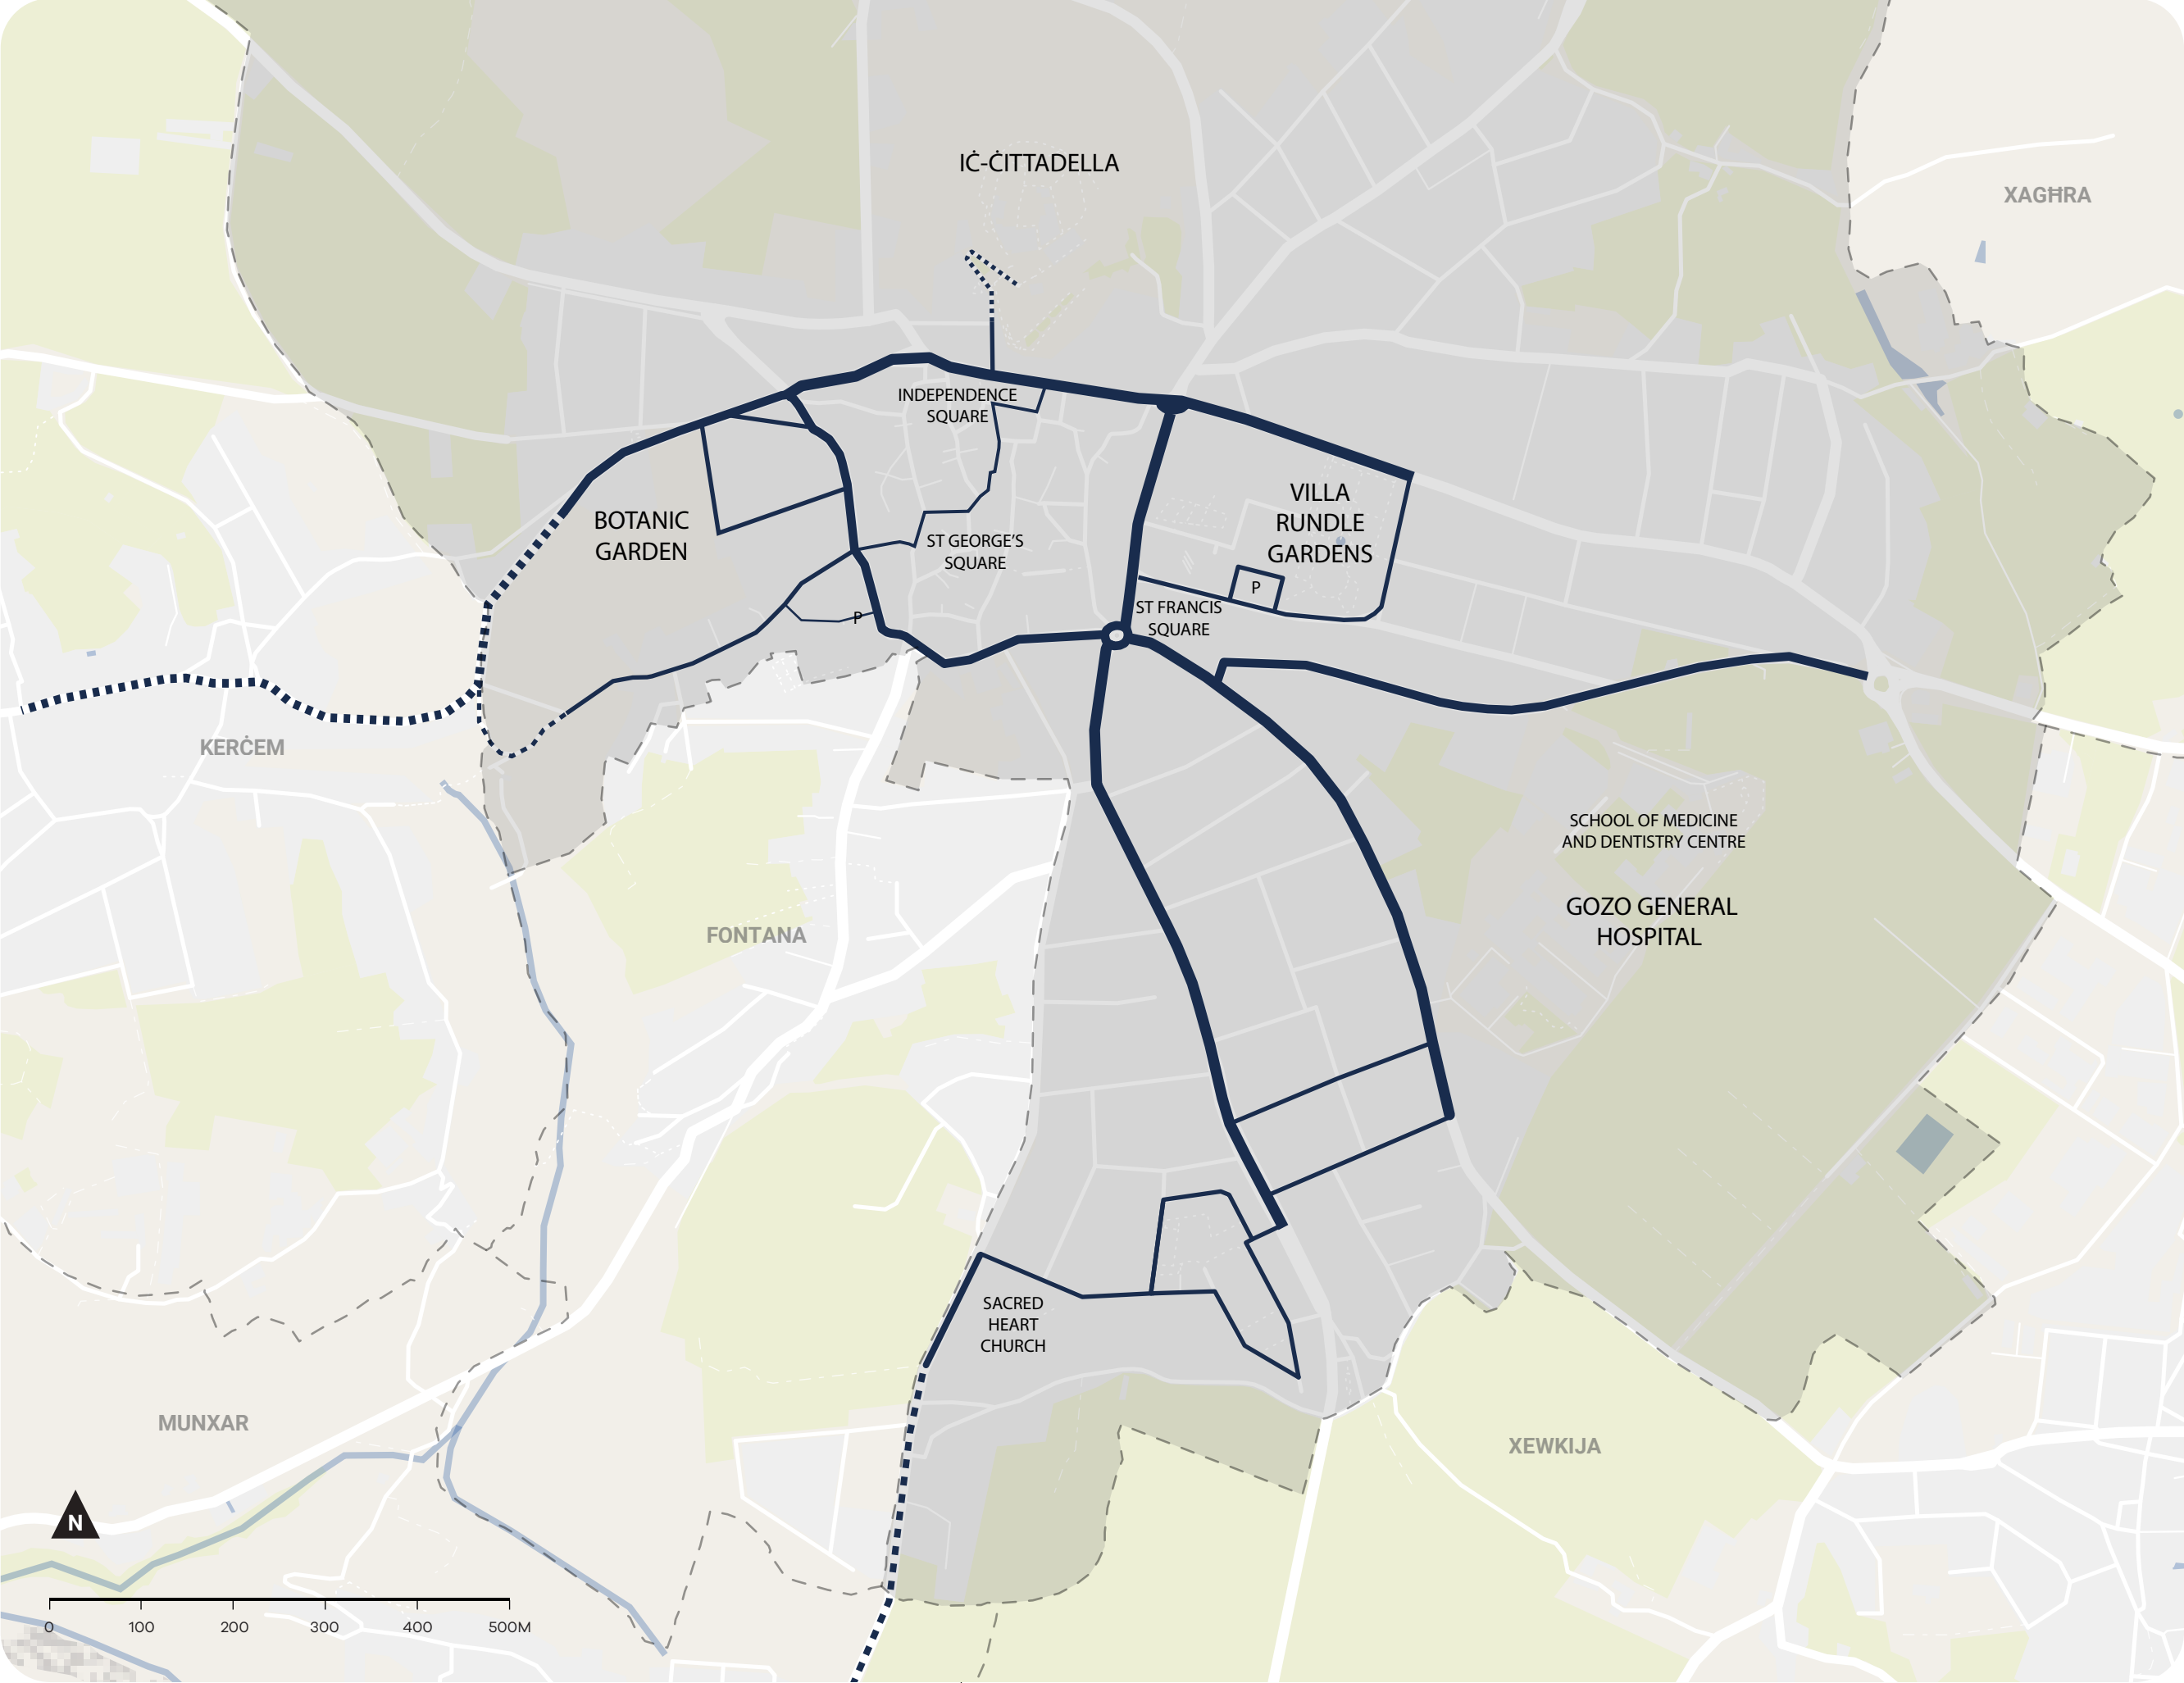 IĊ-ĊITTADELLA
XAGĦRA
INDEPENDENCE
SQUARE
BOTANIC
GARDEN
VILLA
RUNDLE
GARDENS
ST GEORGE'S
SQUARE
P
P
ST FRANCIS
SQUARE
KERĊEM
SCHOOL OF MEDICINE
AND DENTISTRY CENTRE
GOZO GENERAL
HOSPITAL
FONTANA
SACRED
HEART
CHURCH
MUNXAR
XEWKIJA
N
0 100 200 300 400 500M